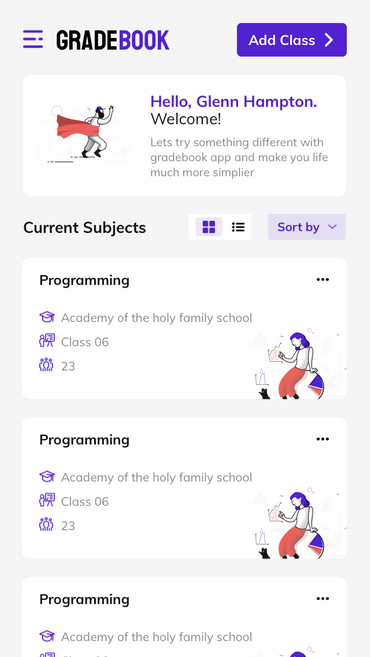 GRADEBOOK
Add Class
Hello, Glenn Hampton.
Welcome!
Lets try something different with
gradebook app and make you life
much more simplier
Current Subjects
Sort by
Programming
Academy of the holy family school
Class 06
23
Programming
Academy of the holy family school
Class 06
23
Programming
Academy of the holy family school